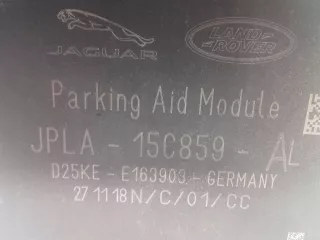 JAGUAR
LAND-
ROVER
Parking Aid Module
JPLA - 15C859 - AL
D25KE - E163903 - GERMANY
271118N/C/01/CC